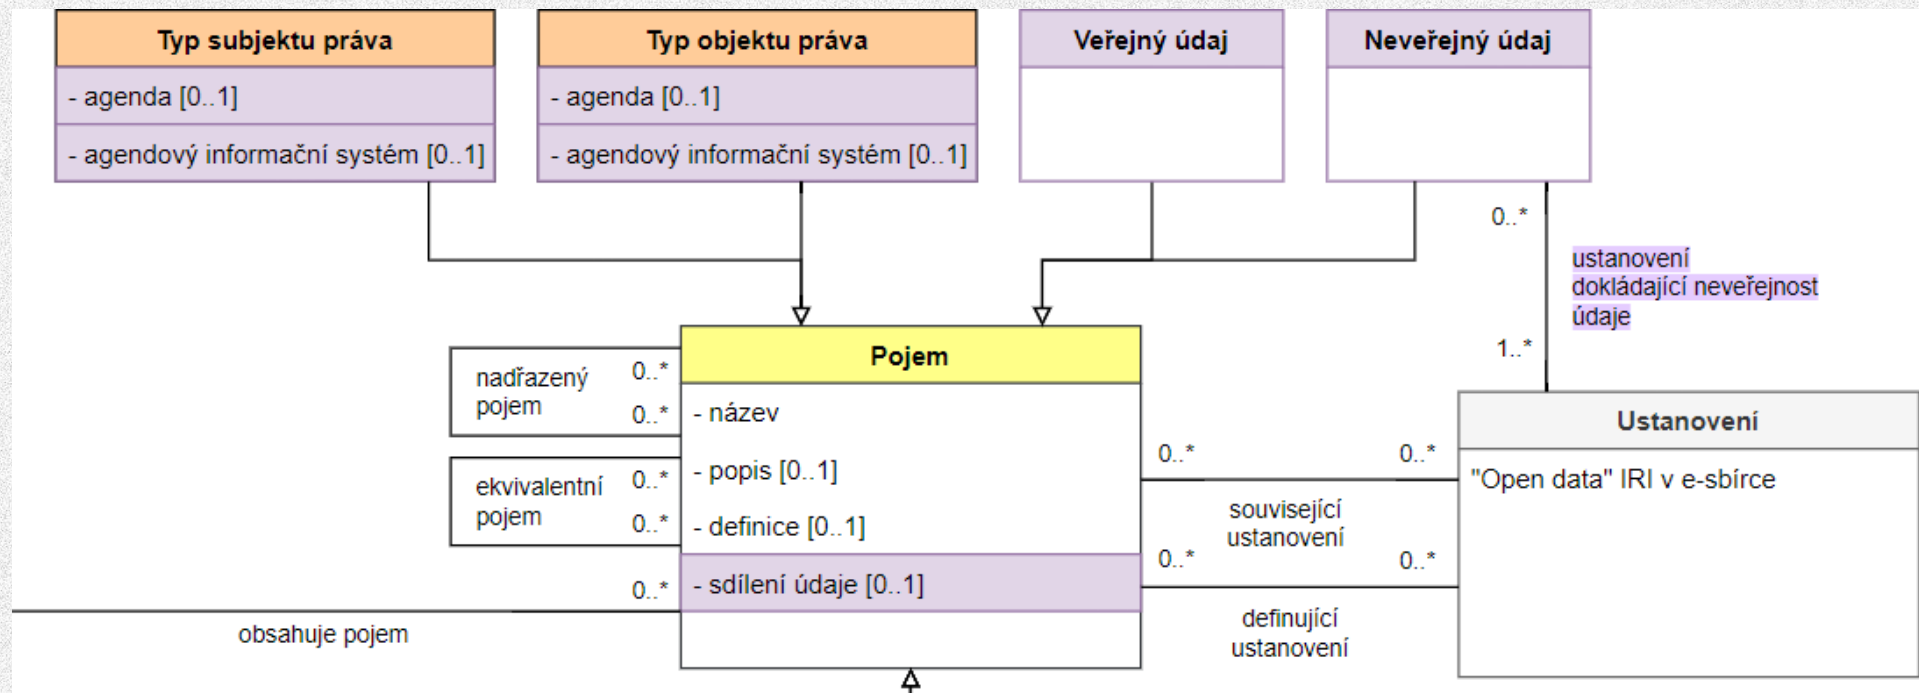 Typ subjektu práva
- agenda [0..1]
- agendový informační systém [0..1]
Typ objektu práva
- agenda [0..1]
- agendový informační systém [0..1]
Veřejný údaj
Neveřejný údaj
0..*
ustanovení
dokládající neveřejnost
údaje
1..*
nadřazený
pojem
0..*
0..*
ekvivalentní
pojem
0..*
0..*
0..*
obsahuje pojem
Pojem
- název
- popis [0..1]
- definice [0..1]
- sdílení údaje [0..1]
0..*
0..*
související
ustanovení
0..*
0..*
definující
ustanovení
Ustanovení
"Open data" IRI v e-sbírce